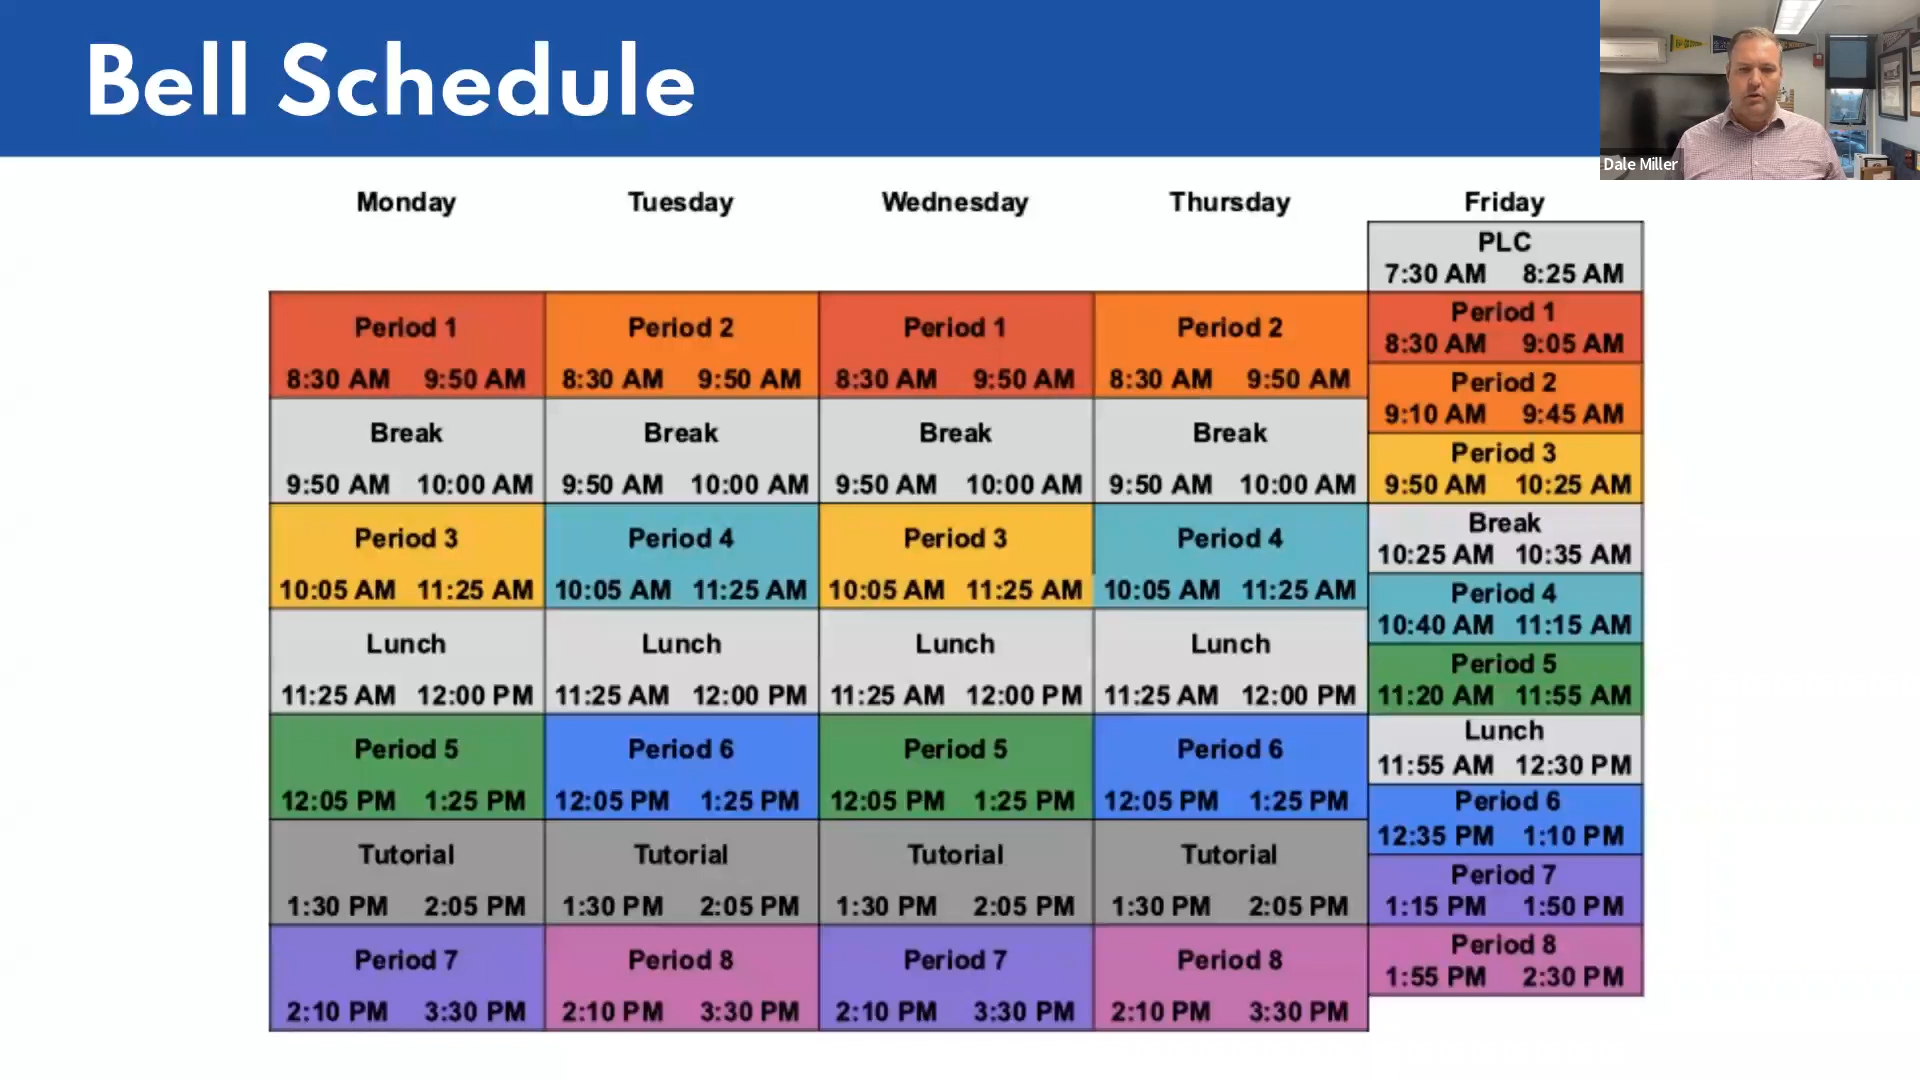 Bell Schedule
Dale Miller
Monday Tuesday Wednesday Thursday Friday
PLC
7:30 AM 8:25 AM
Period 1 Period 2 Period 1 Period 2
8:30 AM 9:50 AM 8:30 AM 9:50 AM 8:30 AM 9:50 AM 8:30 AM 9:50 AM
Break Break Break Break
9:50 AM 10:00 AM 9:50 AM 10:00 AM 9:50 AM 10:00 AM 9:50 AM 10:00 AM
Period 3 Period 4 Period 3 Period 4
10:05 AM 11:25 AM 10:05 AM 11:25 AM 10:05 AM 11:25 AM 10:05 AM 11:25 AM
Lunch Lunch Lunch Lunch
11:25 AM 12:00 PM 11:25 AM 12:00 PM 11:25 AM 12:00 PM 11:25 AM 12:00 PM
Period 5 Period 6 Period 5 Period 6
12:05 PM 1:25 PM 12:05 PM 1:25 PM 12:05 PM 1:25 PM 12:05 PM 1:25 PM
Tutorial Tutorial Tutorial Tutorial
1:30 PM 2:05 PM 1:30 PM 2:05 PM 1:30 PM 2:05 PM 1:30 PM 2:05 PM
Period 7 Period 8 Period 7 Period 8
2:10 PM 3:30 PM 2:10 PM 3:30 PM 2:10 PM 3:30 PM 2:10 PM 3:30 PM
Period 1
8:30 AM 9:05 AM
Period 2
9:10 AM 9:45 AM
Period 3
9:50 AM 10:25 AM
Break
10:25 AM 10:35 AM
Period 4
10:40 AM 11:15 AM
Period 5
11:20 AM 11:55 AM
Lunch
11:55 AM 12:30 PM
Period 6
12:35 PM 1:10 PM
Period 7
1:15 PM 1:50 PM
Period 8
1:55 PM 2:30 PM